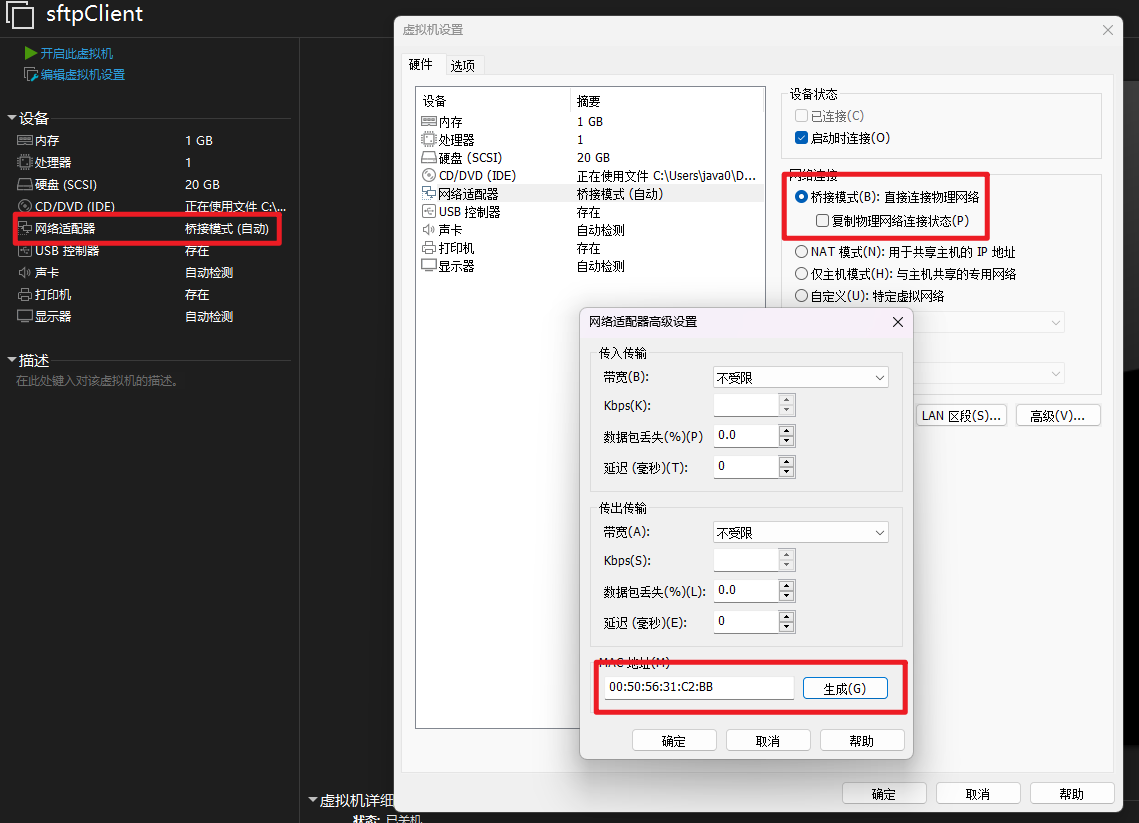 sftpClient
开启此虚拟机
编辑虚拟机设置
设备
内存 1 GB
处理器 1
硬盘 (SCSI) 20 GB
CD/DVD (IDE) 正在使用文件 C:\...
网络适配器 桥接模式 (自动)
USB 控制器 存在
声卡 自动检测
打印机 存在
显示器 自动检测
描述
在此处键入对该虚拟机的描述。
虚拟机详细
状态: 已关机
虚拟机设置
硬件 选项
设备 摘要
内存 1 GB
处理器 1
硬盘 (SCSI) 20 GB
CD/DVD (IDE) 正在使用文件 C:\Users\java0\D...
网络适配器 桥接模式 (自动)
USB 控制器 存在
声卡 自动检测
打印机 存在
显示器 自动检测
设备状态
已连接(C)
启动时连接(O)
网络连接
桥接模式(B): 直接连接物理网络
复制物理网络连接状态(P)
NAT 模式(N): 用于共享主机的 IP 地址
仅主机模式(H): 与主机共享的专用网络
自定义(U): 特定虚拟网络
LAN 区段(S)... 高级(V)...
网络适配器高级设置
传入传输
带宽(B): 不受限
Kbps(K):
数据包丢失(%)(P) 0.0
延迟 (毫秒)(T): 0
传出传输
带宽(A): 不受限
Kbps(S):
数据包丢失(%)(L): 0.0
延迟 (毫秒)(E): 0
MAC 地址(M)
00:50:56:31:C2:BB 生成(G)
确定 取消 帮助
确定 取消 帮助